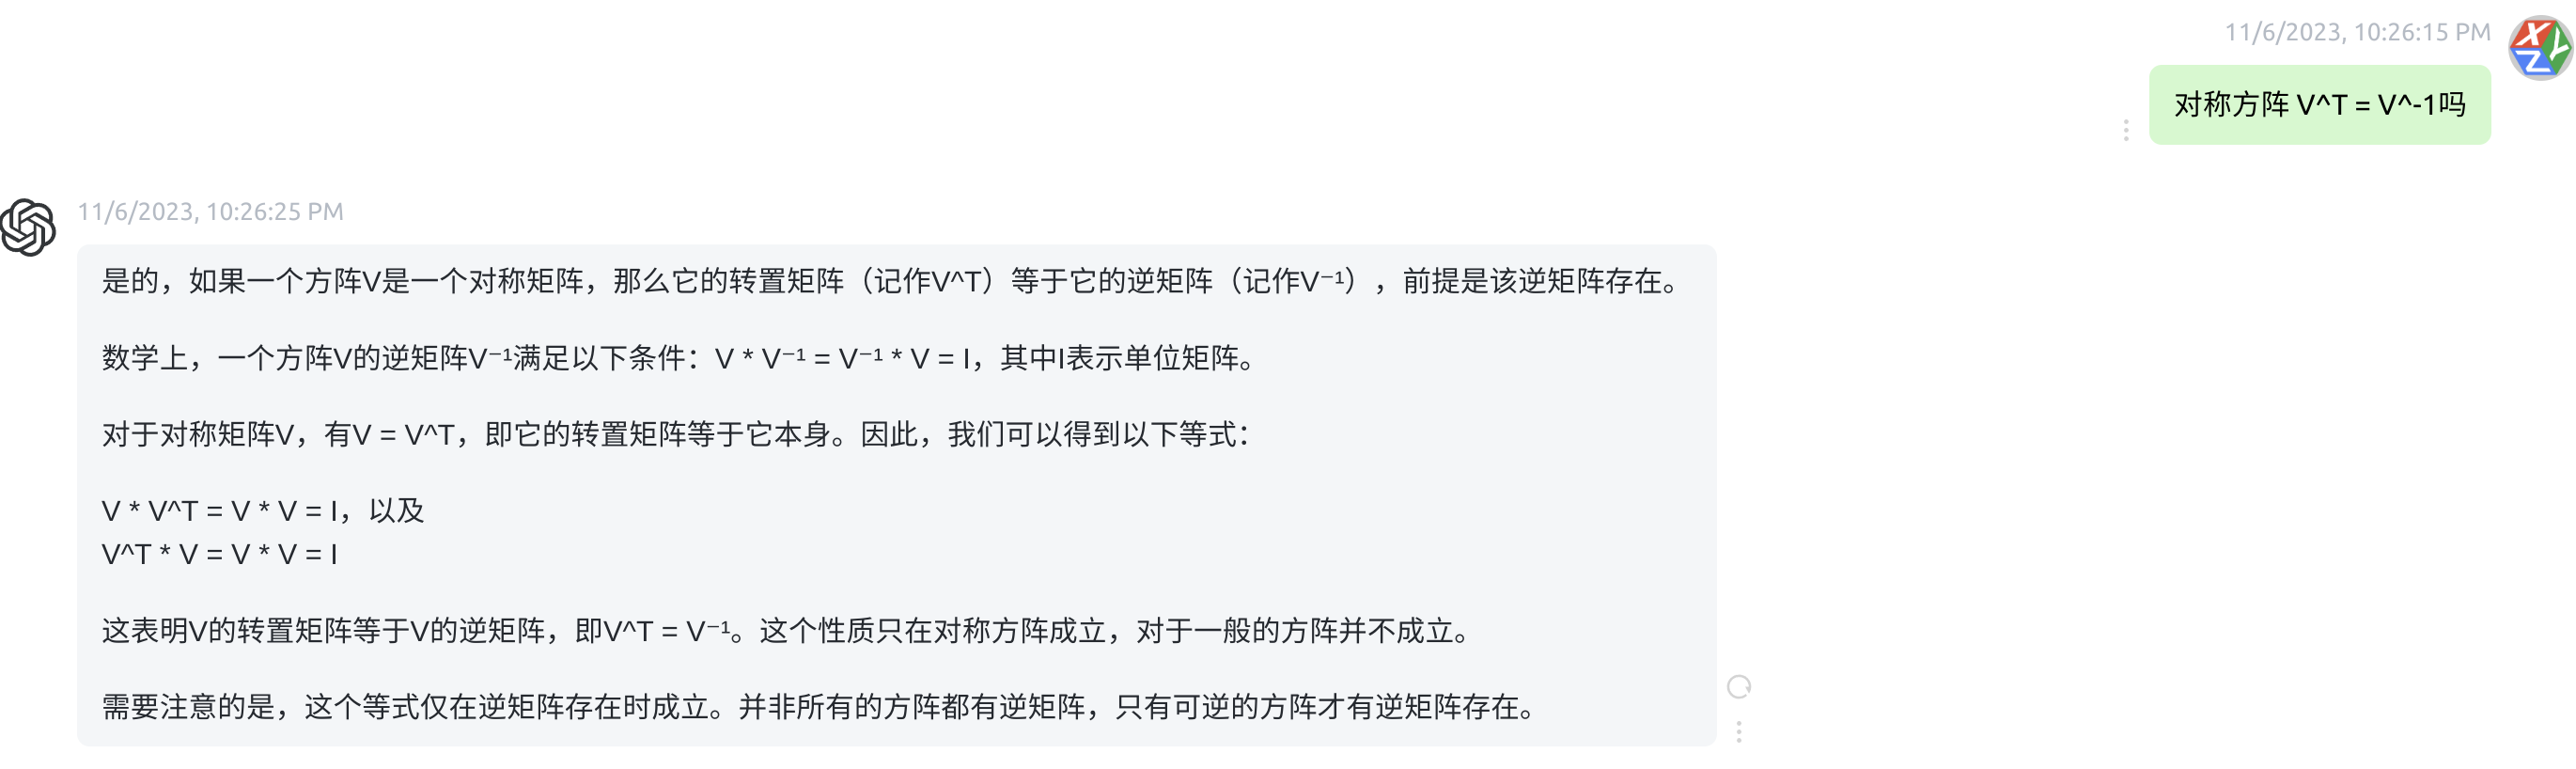 11/6/2023, 10:26:15 PM
对称方阵 V^T = V^-1吗
11/6/2023, 10:26:25 PM
是的，如果一个方阵V是一个对称矩阵，那么它的转置矩阵（记作V^T）等于它的逆矩阵（记作V⁻¹），前提是该逆矩阵存在。
数学上，一个方阵V的逆矩阵V⁻¹满足以下条件：V * V⁻¹ = V⁻¹ * V = I，其中I表示单位矩阵。
对于对称矩阵V，有V = V^T，即它的转置矩阵等于它本身。因此，我们可以得到以下等式：
V * V^T = V * V = I，以及
V^T * V = V * V = I
这表明V的转置矩阵等于V的逆矩阵，即V^T = V⁻¹。这个性质只在对称方阵成立，对于一般的方阵并不成立。
需要注意的是，这个等式仅在逆矩阵存在时成立。并非所有的方阵都有逆矩阵，只有可逆的方阵才有逆矩阵存在。